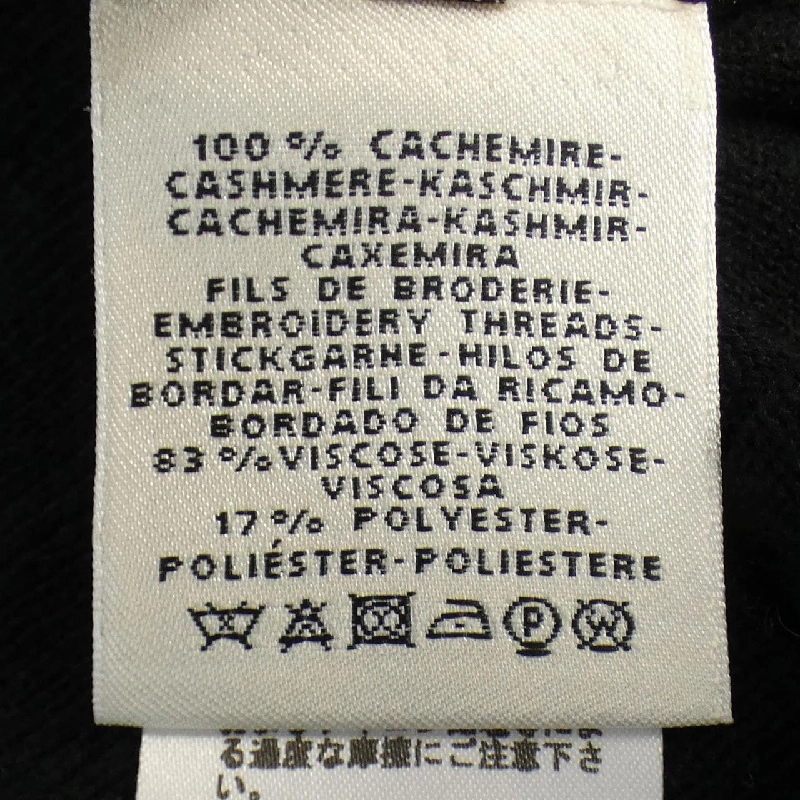 100 % CACHEMIRE-
CASHMERE-KASCHMIR-
CACHEMIRA-KASHMIR-
CAXEMIRA
FILS DE BRODERIE-
EMBROIDERY THREADS-
STICKGARNE-HILOS DE
BORDAR-FILI DA RICAMO-
BORDADO DE FIOS
83 %VISCOSE-VISKOSE-
VISCOSA
17 % POLYESTER-
POLIÉSTER-POLIESTERE
P W
る過度な摩擦にご注意下さ
い。